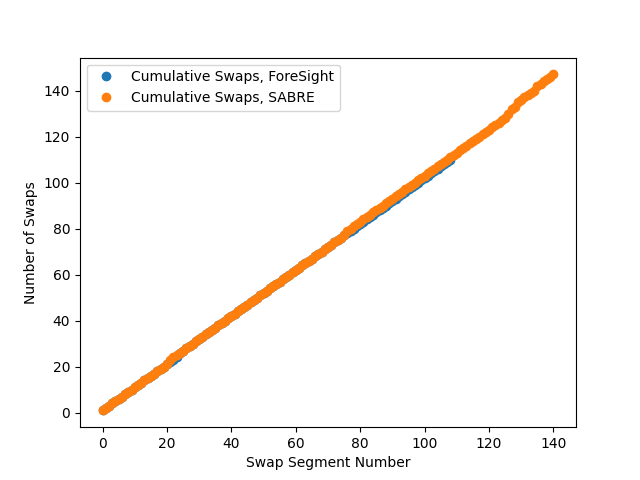 Cumulative Swaps, ForeSight
Cumulative Swaps, SABRE
Number of Swaps
140
120
100
80
60
40
20
0
0 20 40 60 80 100 120 140
Swap Segment Number